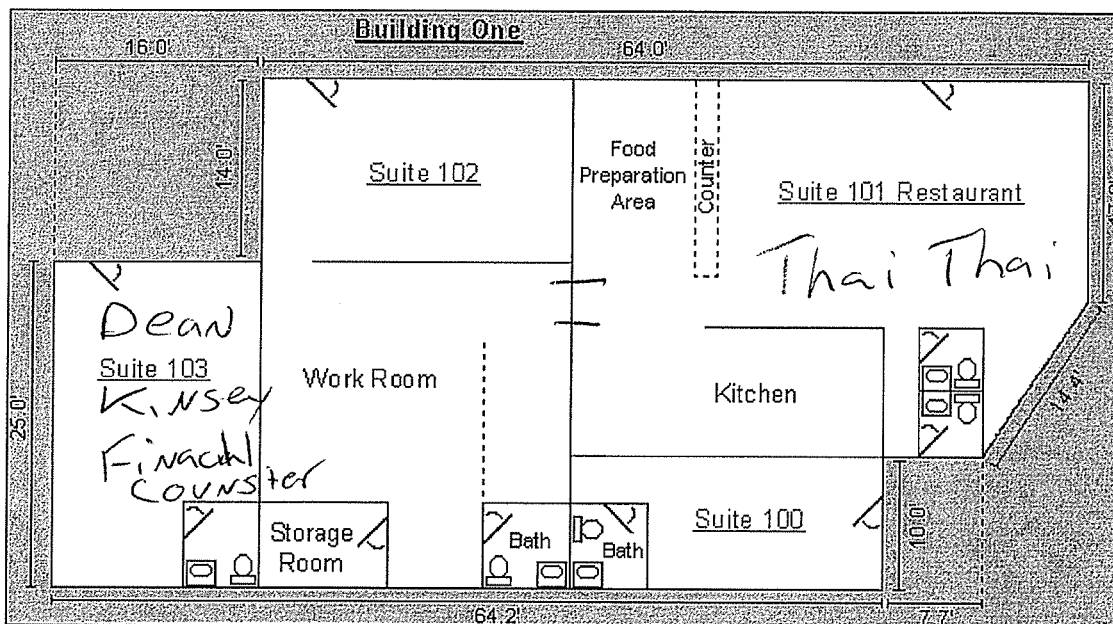 Building One
16.0'
64.0'
14.0'
Suite 102
Food
Preparation
Area
Counter
Suite 101 Restaurant
Thai Thai
Dean
Suite 103
Kinsey
25.0'
Work Room
Kitchen
14.4'
Storage
Room
Bath
Bath
Suite 100
10.0'
64.2'
7.7'